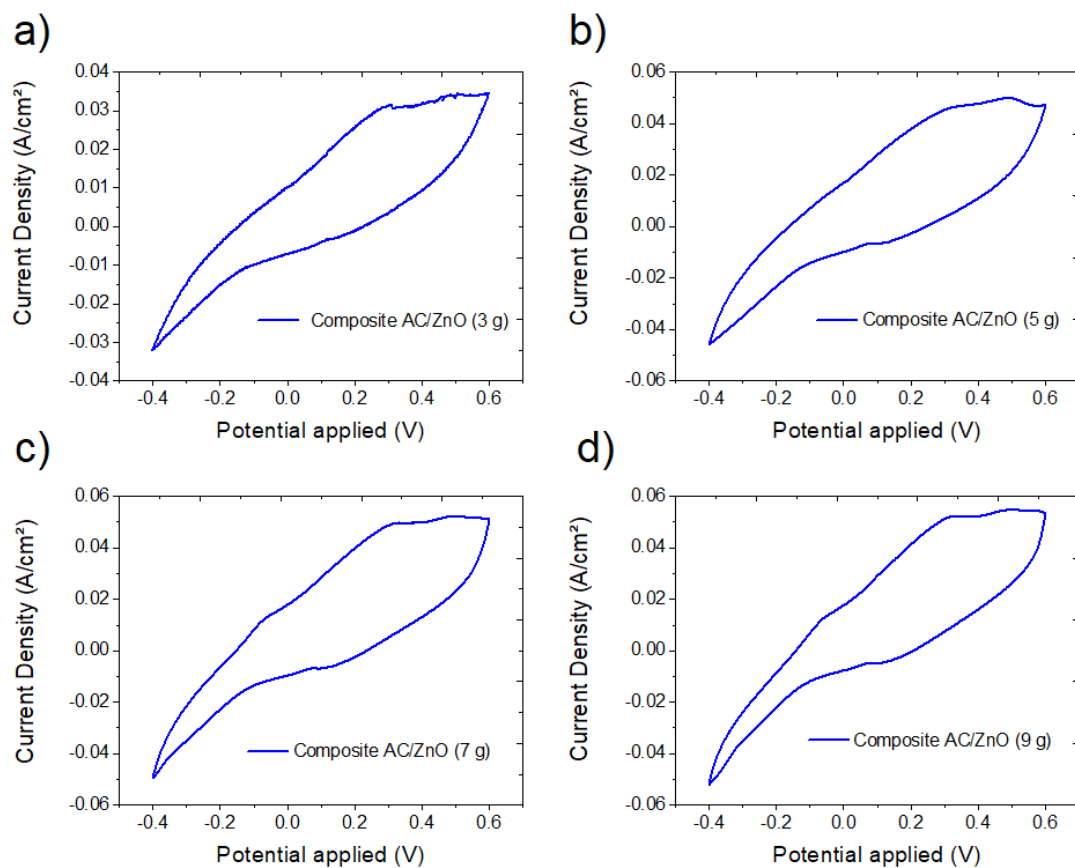 a)
Current Density (A/cm²)
0.04
0.03
0.02
0.01
0.00
-0.01
-0.02
-0.03
-0.04
Composite AC/ZnO (3 g)
-0.4 -0.2 0.0 0.2 0.4 0.6
Potential applied (V)
b)
Current Density (A/cm²)
0.06
0.04
0.02
0.00
-0.02
-0.04
-0.06
Composite AC/ZnO (5 g)
-0.4 -0.2 0.0 0.2 0.4 0.6
Potential applied (V)
c)
Current Density (A/cm²)
0.06
0.04
0.02
0.00
-0.02
-0.04
-0.06
Composite AC/ZnO (7 g)
-0.4 -0.2 0.0 0.2 0.4 0.6
Potential applied (V)
d)
Current Density (A/cm²)
0.06
0.04
0.02
0.00
-0.02
-0.04
-0.06
Composite AC/ZnO (9 g)
-0.4 -0.2 0.0 0.2 0.4 0.6
Potential applied (V)